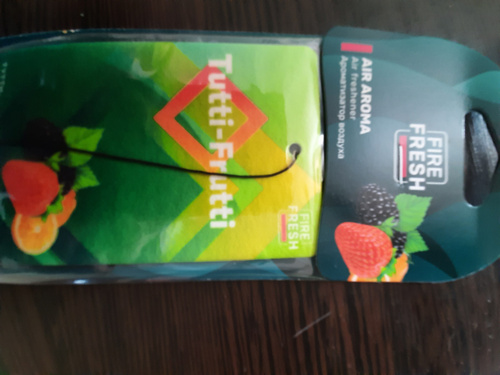 FIRE
FRESH
AIR AROMA
Air freshener
Ароматизатор воздуха
FIRE
FRESH
Tutti-Frutti